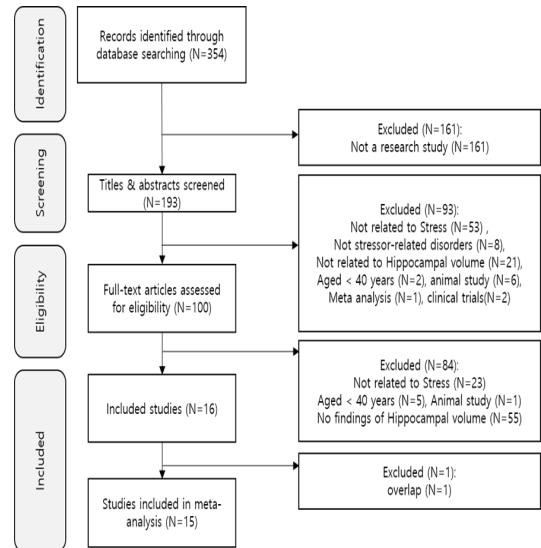 Identification
Records identified through
database searching (N=354)
Excluded (N=161):
Not a research study (N=161)
Screening
Titles & abstracts screened
(N=193)
Excluded (N=93):
Not related to Stress (N=53) ,
Not stressor-related disorders (N=8),
Not related to Hippocampal volume (N=21),
Aged < 40 years (N=2), animal study (N=6),
Meta analysis (N=1), clinical trials(N=2)
Eligibility
Full-text articles assessed
for eligibility (N=100)
Excluded (N=84):
Not related to Stress (N=23)
Aged < 40 years (N=5), Animal study (N=1)
No findings of Hippocampal volume (N=55)
Included
Included studies (N=16)
Excluded (N=1):
overlap (N=1)
Studies included in meta-
analysis (N=15)